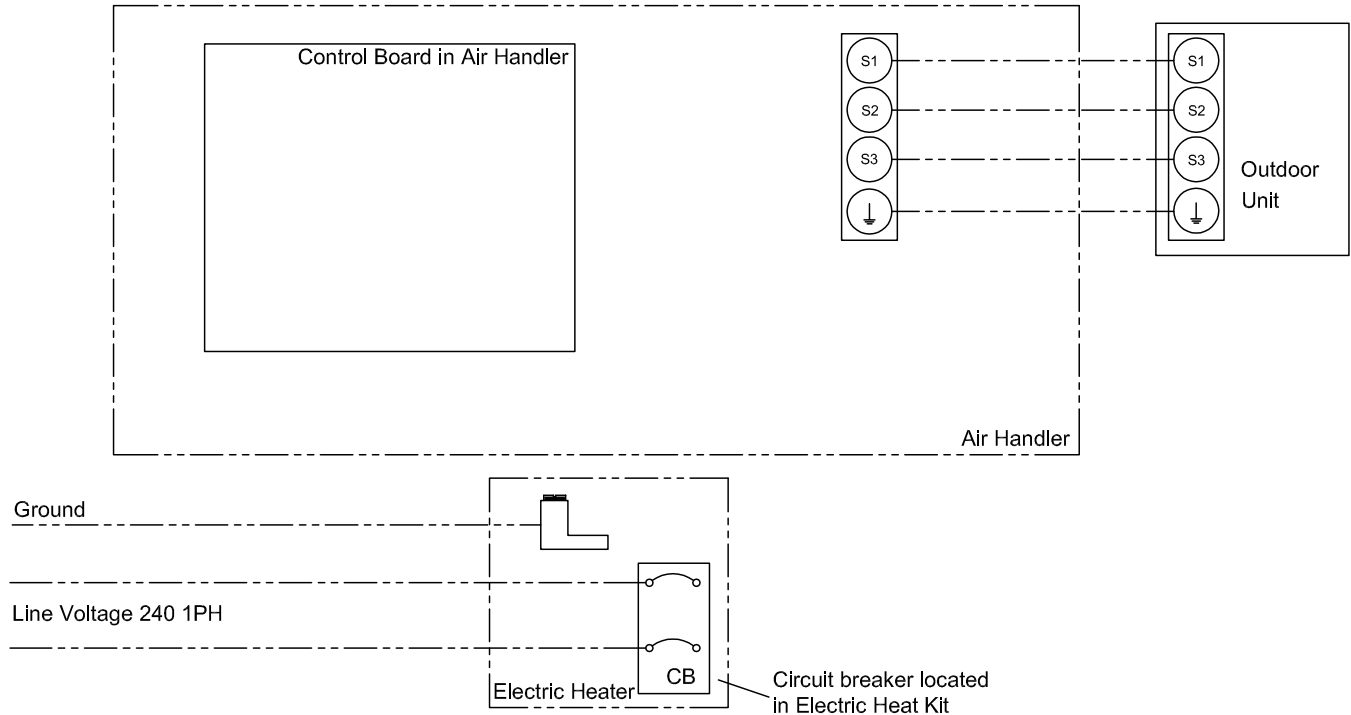 Control Board in Air Handler
S1
S2
S3
S1
S2
S3
Outdoor
Unit
Air Handler
Ground
Line Voltage 240 1PH
CB
Electric Heater
Circuit breaker located
in Electric Heat Kit